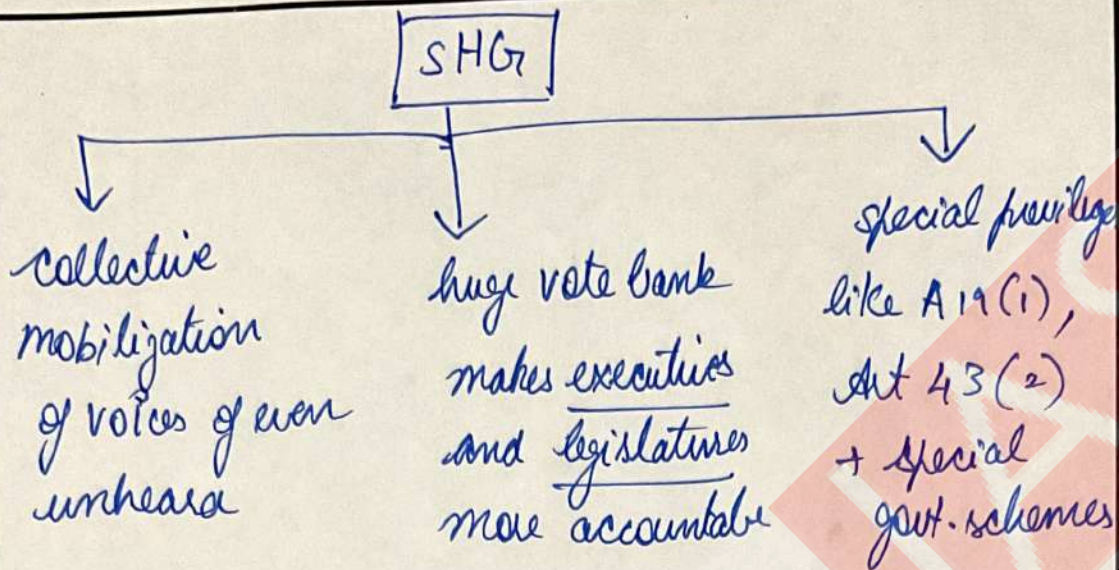 SHG
collective
mobilization
of voices of even
unheard
huge vote bank
makes executives
and legislatures
more accountable
special privilege
like A 19(1),
Art 43(2)
+ special
govt. schemes